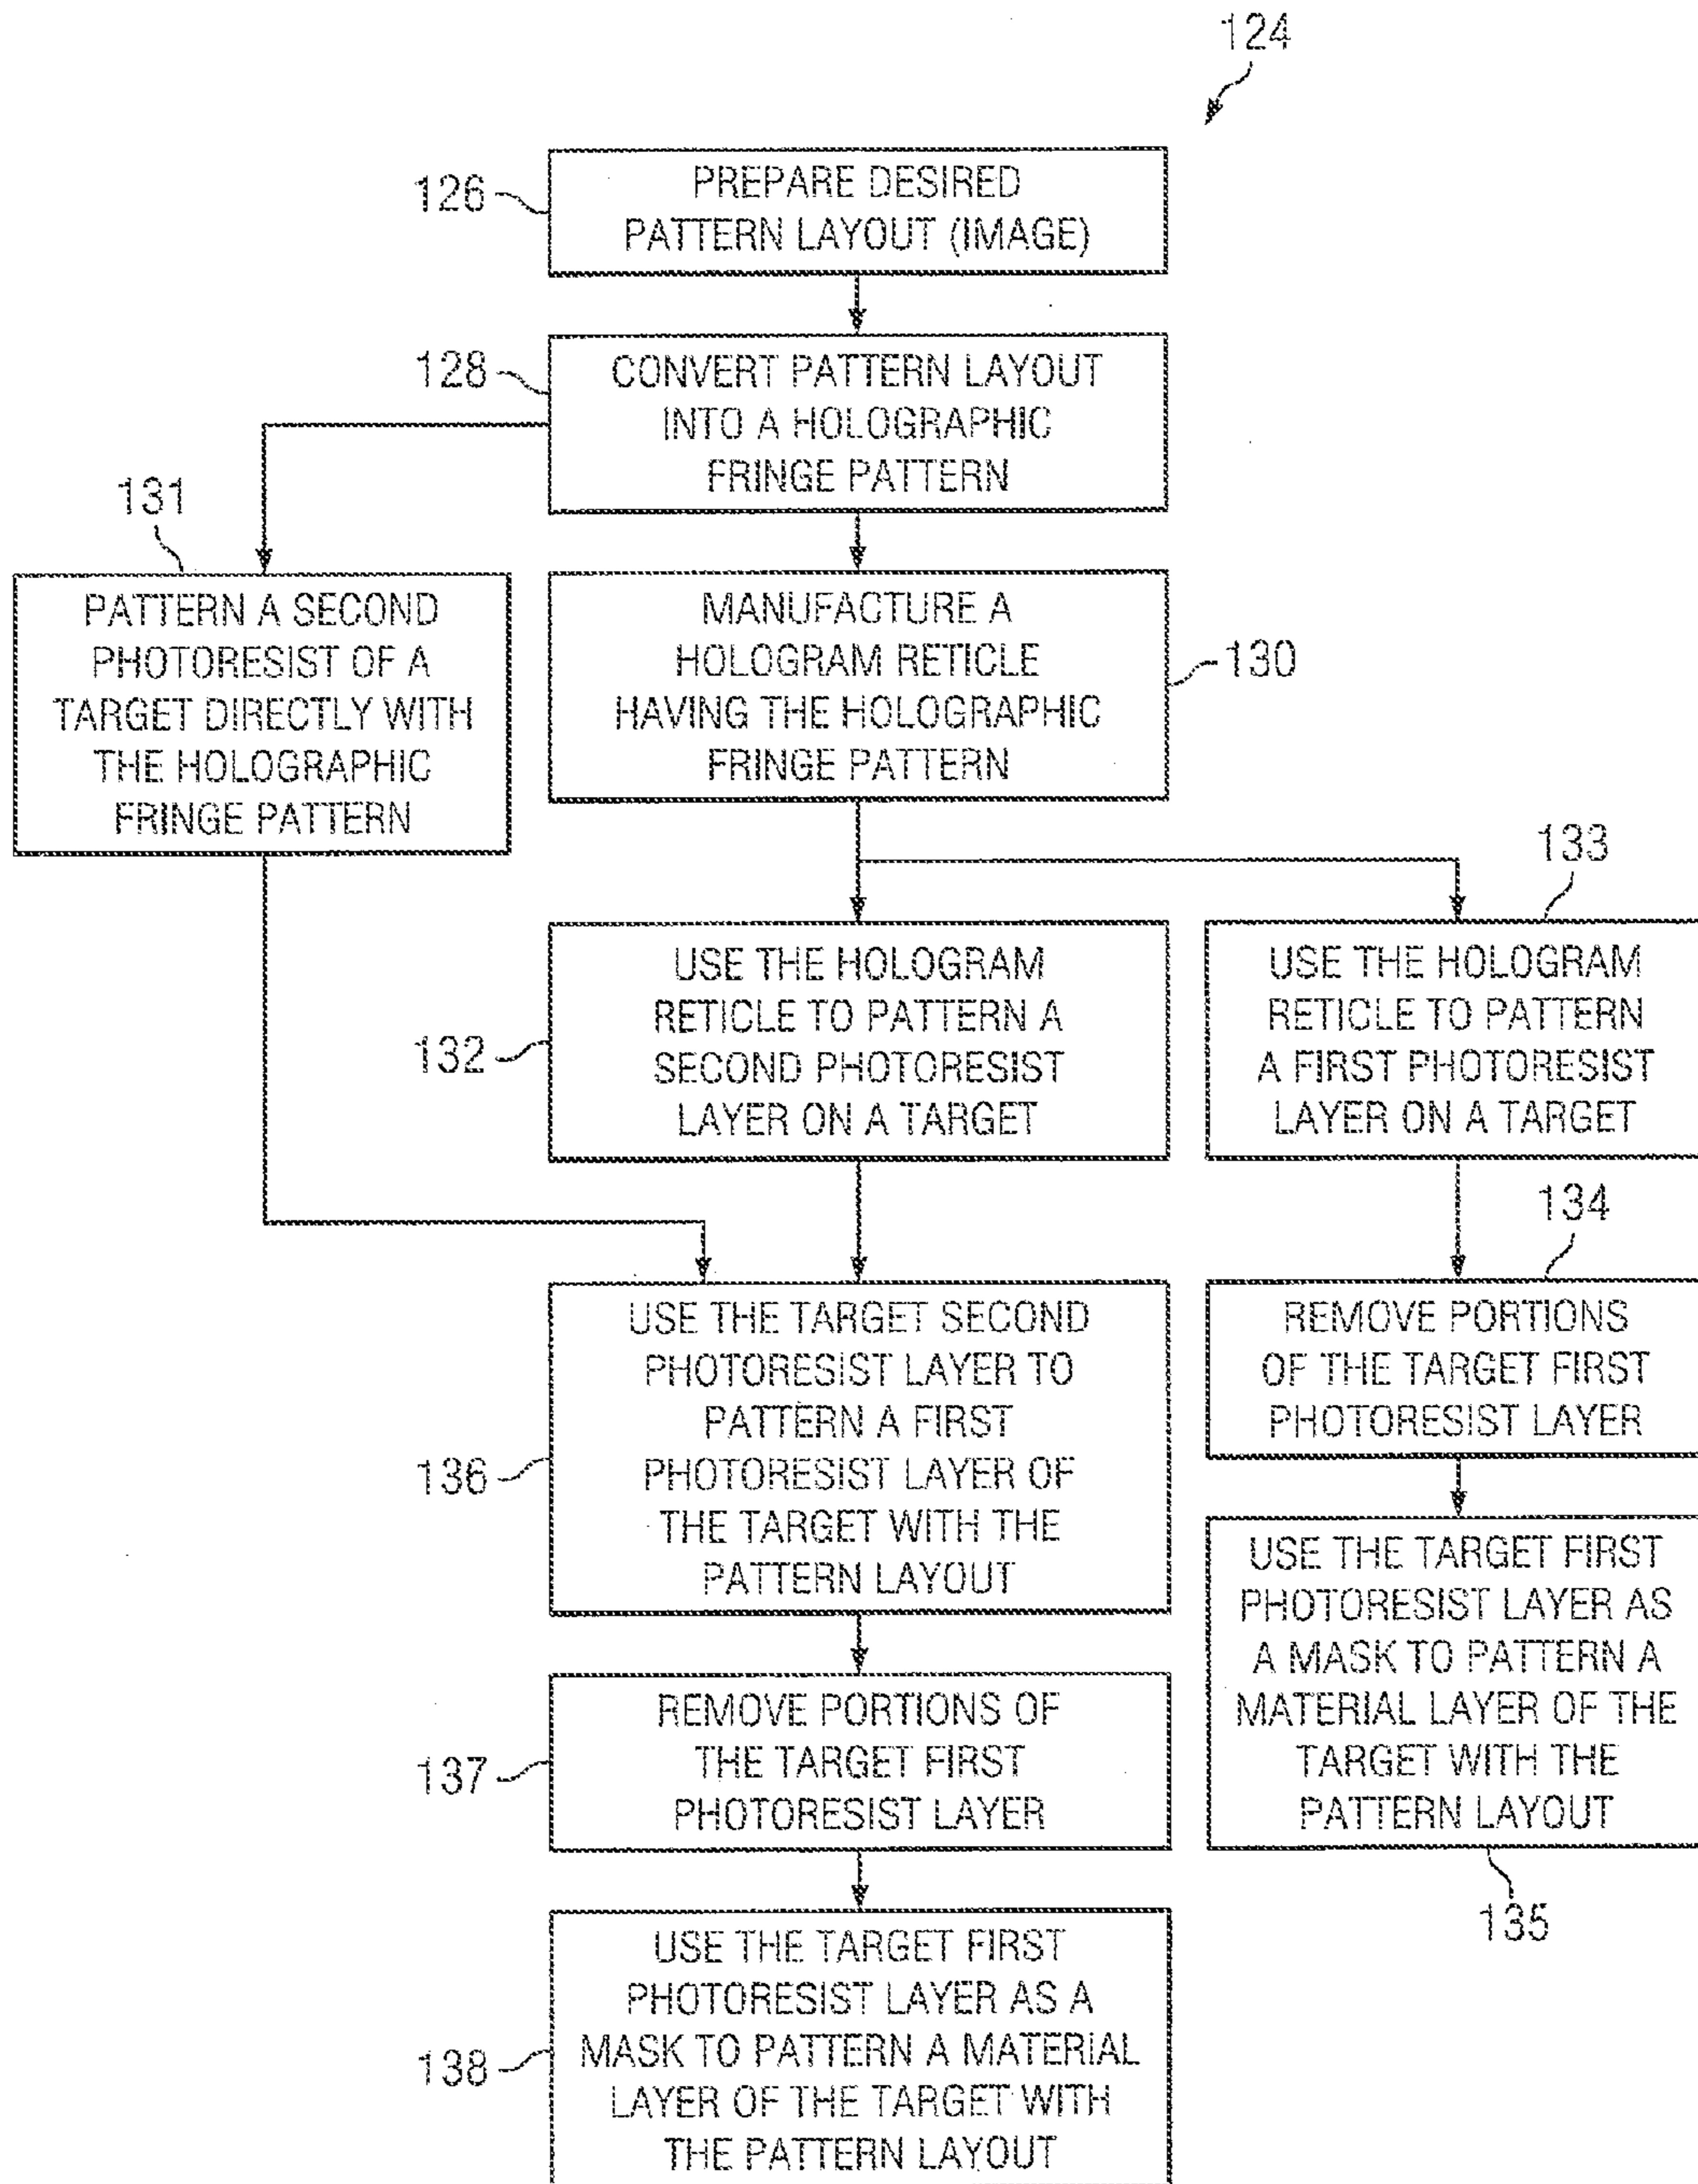 124
126
PREPARE DESIRED
PATTERN LAYOUT (IMAGE)
128
CONVERT PATTERN LAYOUT
INTO A HOLOGRAPHIC
FRINGE PATTERN
131
PATTERN A SECOND
PHOTORESIST OF A
TARGET DIRECTLY WITH
THE HOLOGRAPHIC
FRINGE PATTERN
MANUFACTURE A
HOLOGRAM RETICLE
HAVING THE HOLOGRAPHIC
FRINGE PATTERN
130
132
USE THE HOLOGRAM
RETICLE TO PATTERN A
SECOND PHOTORESIST
LAYER ON A TARGET
133
USE THE HOLOGRAM
RETICLE TO PATTERN
A FIRST PHOTORESIST
LAYER ON A TARGET
134
REMOVE PORTIONS
OF THE TARGET FIRST
PHOTORESIST LAYER
136
USE THE TARGET SECOND
PHOTORESIST LAYER TO
PATTERN A FIRST
PHOTORESIST LAYER OF
THE TARGET WITH THE
PATTERN LAYOUT
USE THE TARGET FIRST
PHOTORESIST LAYER AS
A MASK TO PATTERN A
MATERIAL LAYER OF THE
TARGET WITH THE
PATTERN LAYOUT
135
137
REMOVE PORTIONS OF
THE TARGET FIRST
PHOTORESIST LAYER
138
USE THE TARGET FIRST
PHOTORESIST LAYER AS A
MASK TO PATTERN A MATERIAL
LAYER OF THE TARGET WITH
THE PATTERN LAYOUT